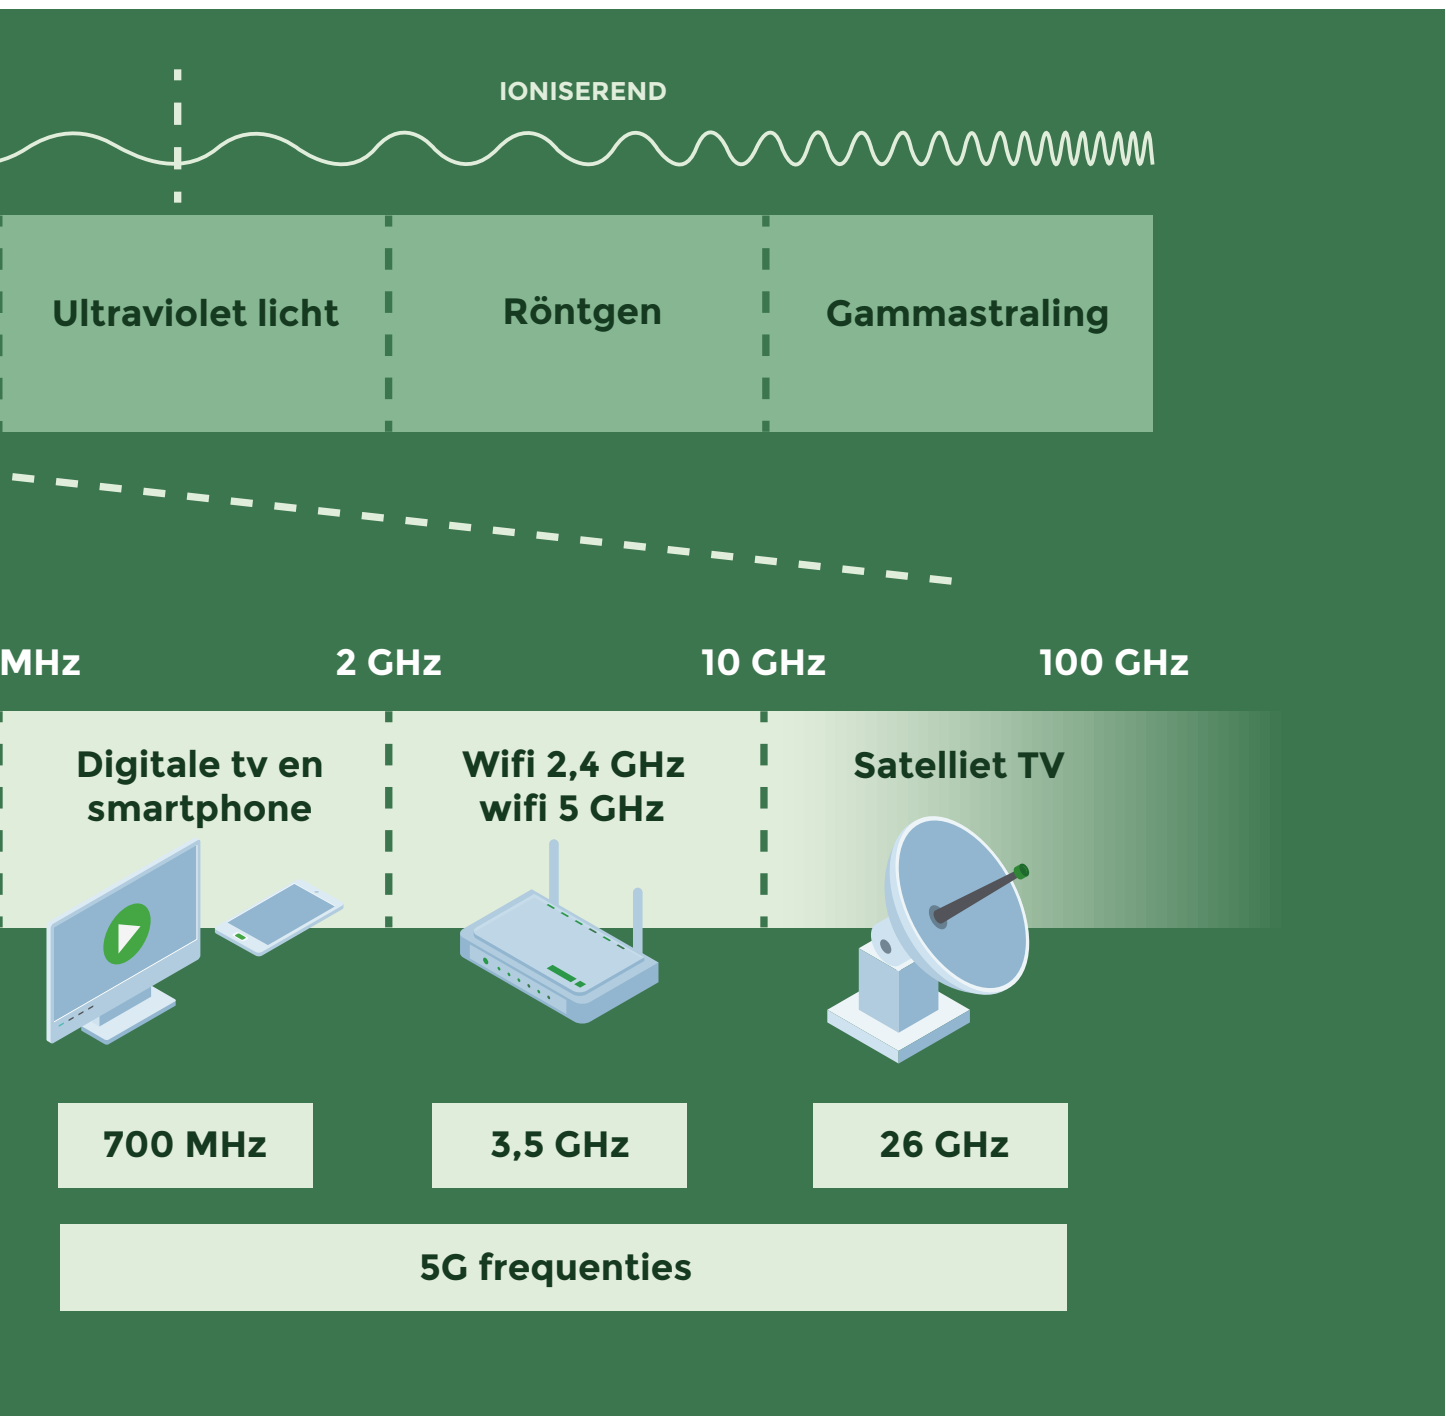 IONISEREND
Ultraviolet licht
Röntgen
Gammastraling
MHz
2 GHz
10 GHz
100 GHz
Digitale tv en
smartphone
Wifi 2,4 GHz
wifi 5 GHz
Satelliet TV
700 MHz
3,5 GHz
26 GHz
5G frequenties